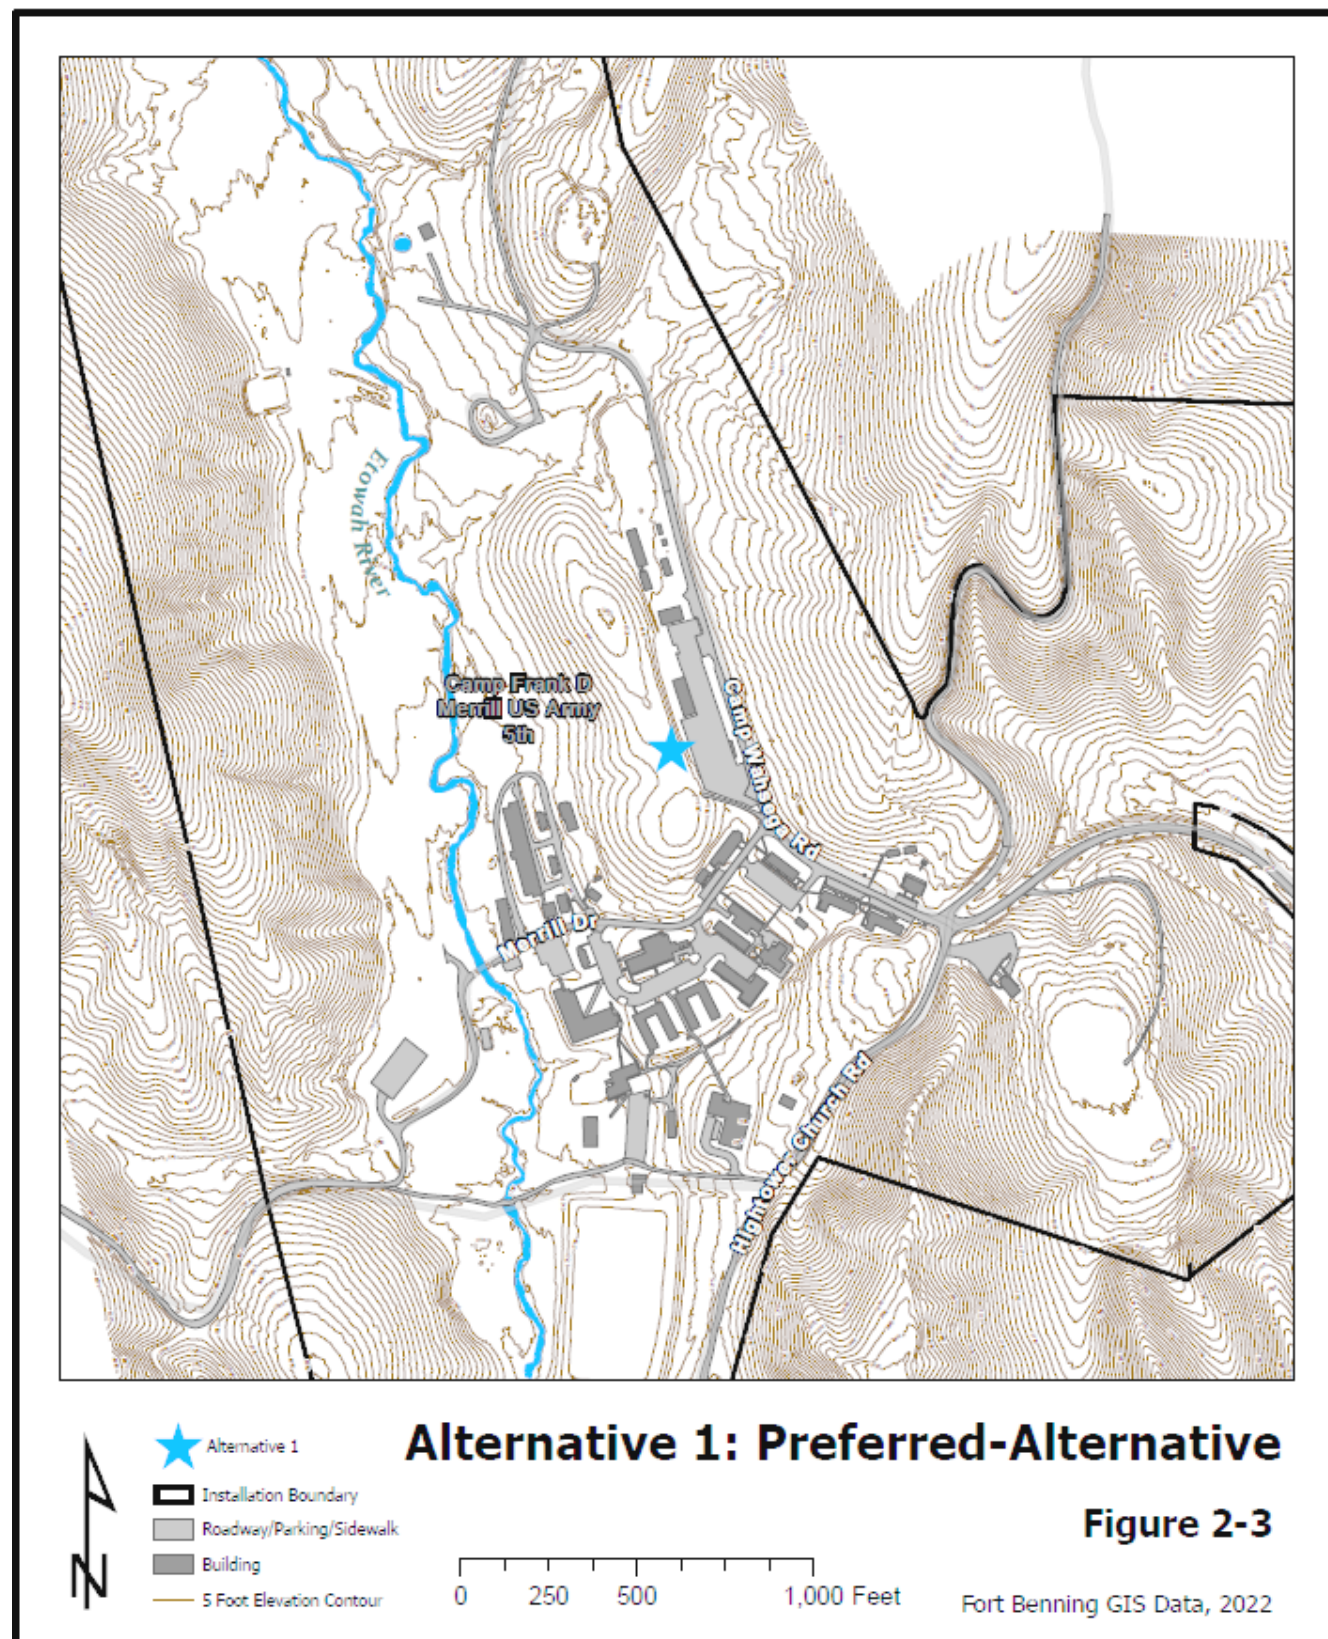 Etowah River
Camp Frank D
Merrill US Army
5th
Camp Wahsega Rd
Merrill Dr
Hightower Church Rd
Alternative 1
Installation Boundary
Roadway/Parking/Sidewalk
Building
5 Foot Elevation Contour
N
Alternative 1: Preferred-Alternative
Figure 2-3
0 250 500 1,000 Feet
Fort Benning GIS Data, 2022